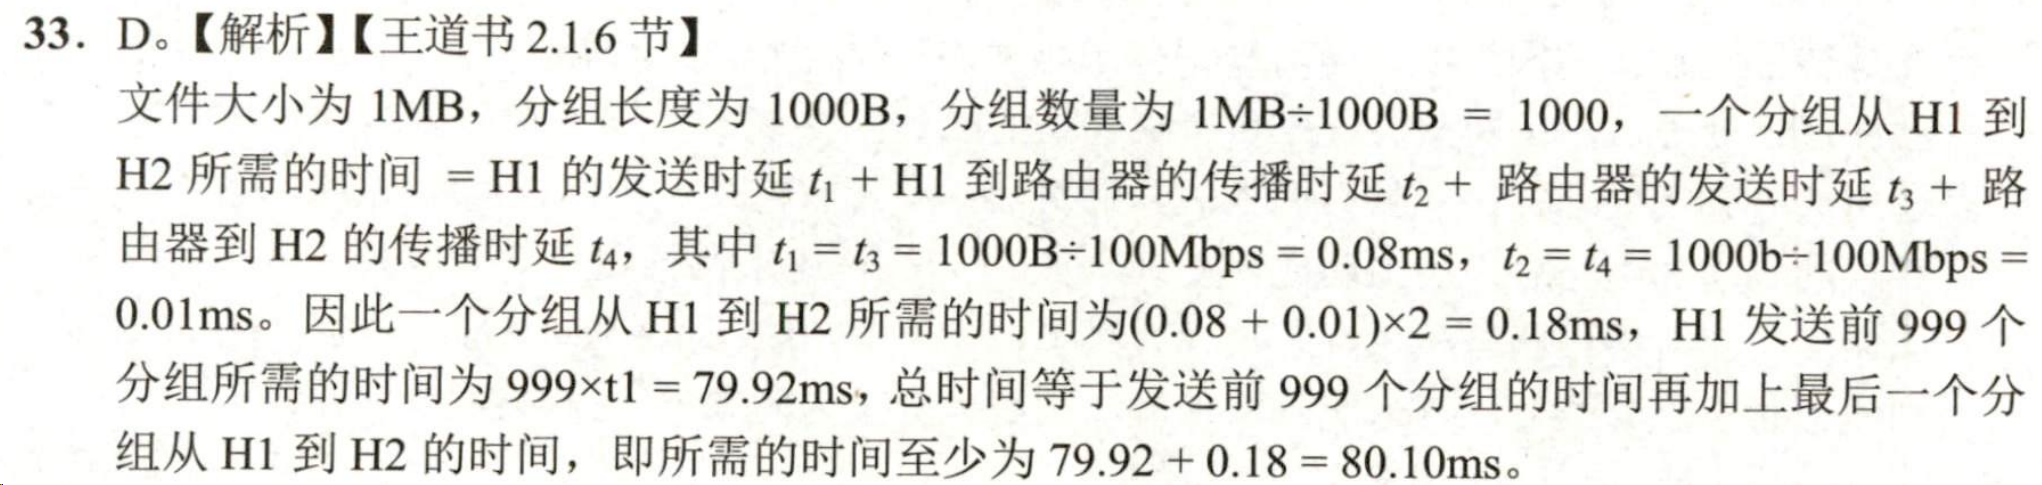 33. D。【解析】【王道书 2.1.6 节】
文件大小为 1MB，分组长度为 1000B，分组数量为 1MB÷1000B = 1000，一个分组从 H1 到
H2 所需的时间 = H1 的发送时延 t₁ + H1 到路由器的传播时延 t₂ + 路由器的发送时延 t₃ + 路
由器到 H2 的传播时延 t₄，其中 t₁ = t₃ = 1000B÷100Mbps = 0.08ms，t₂ = t₄ = 1000b÷100Mbps =
0.01ms。因此一个分组从 H1 到 H2 所需的时间为(0.08 + 0.01)×2 = 0.18ms，H1 发送前 999 个
分组所需的时间为 999×t1 = 79.92ms，总时间等于发送前 999 个分组的时间再加上最后一个分
组从 H1 到 H2 的时间，即所需的时间至少为 79.92 + 0.18 = 80.10ms。